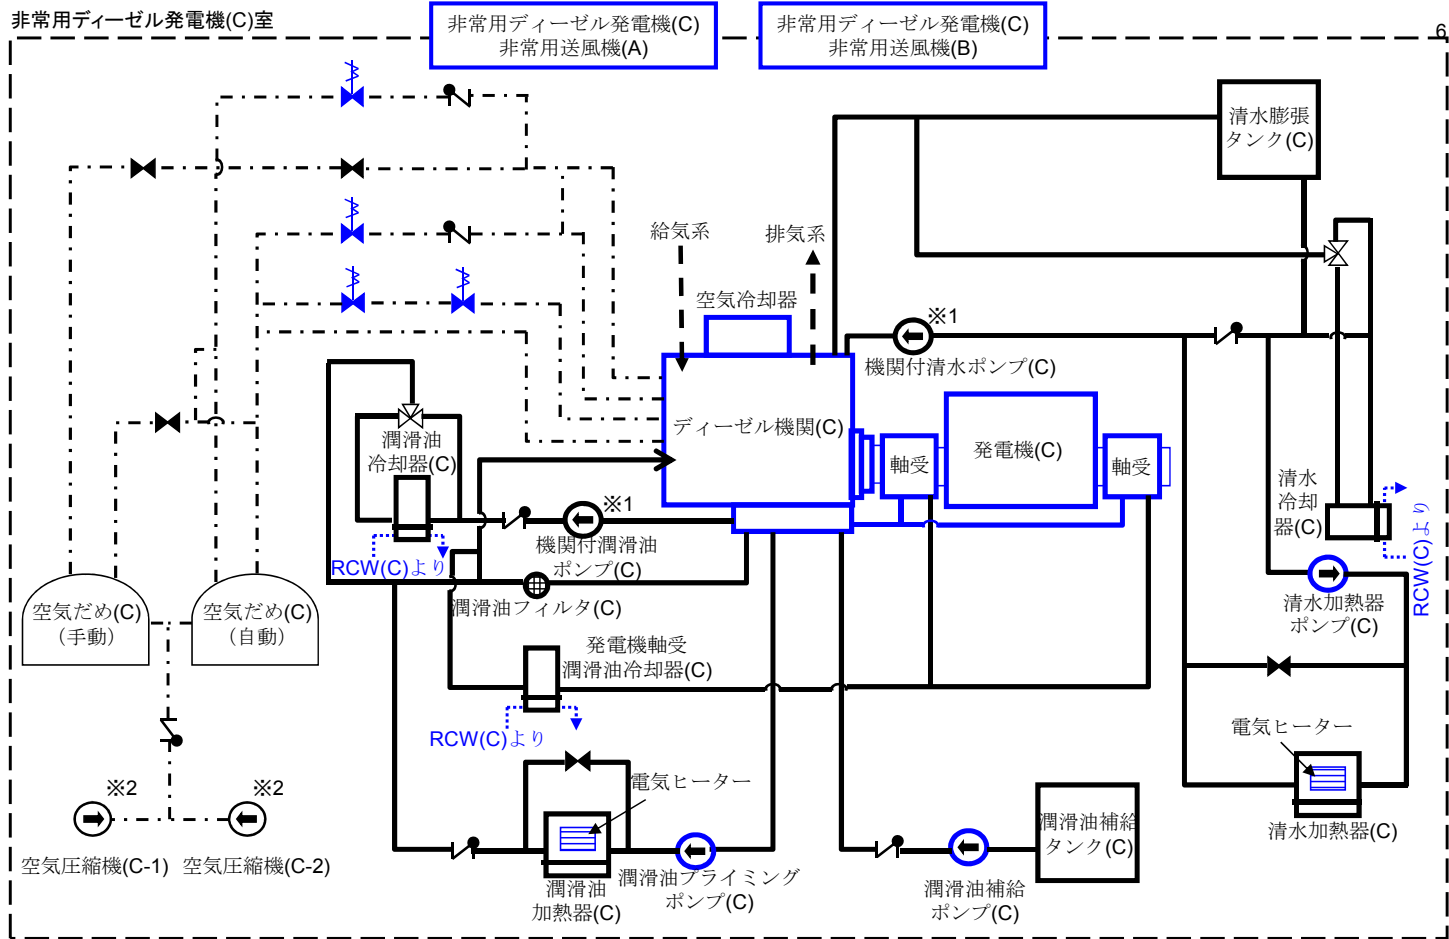 非常用ディーゼル発電機(C)室
非常用ディーゼル発電機(C)
非常用送風機(A)
非常用ディーゼル発電機(C)
非常用送風機(B)
6
清水膨張
タンク(C)
給気系
排気系
空気冷却器
※1
機関付清水ポンプ(C)
ディーゼル機関(C)
軸受
発電機(C)
軸受
潤滑油
冷却器(C)
※1
機関付潤滑油
ポンプ(C)
RCW(C)より
潤滑油フィルタ(C)
清水
冷却
器(C)
RCW(C)より
清水加熱器
ポンプ(C)
空気だめ(C)
（手動）
空気だめ(C)
（自動）
発電機軸受
潤滑油冷却器(C)
RCW(C)より
電気ヒーター
清水加熱器(C)
※2
※2
空気圧縮機(C-1)
空気圧縮機(C-2)
電気ヒーター
潤滑油
加熱器(C)
潤滑油プライミング
ポンプ(C)
潤滑油補給
ポンプ(C)
潤滑油補給
タンク(C)